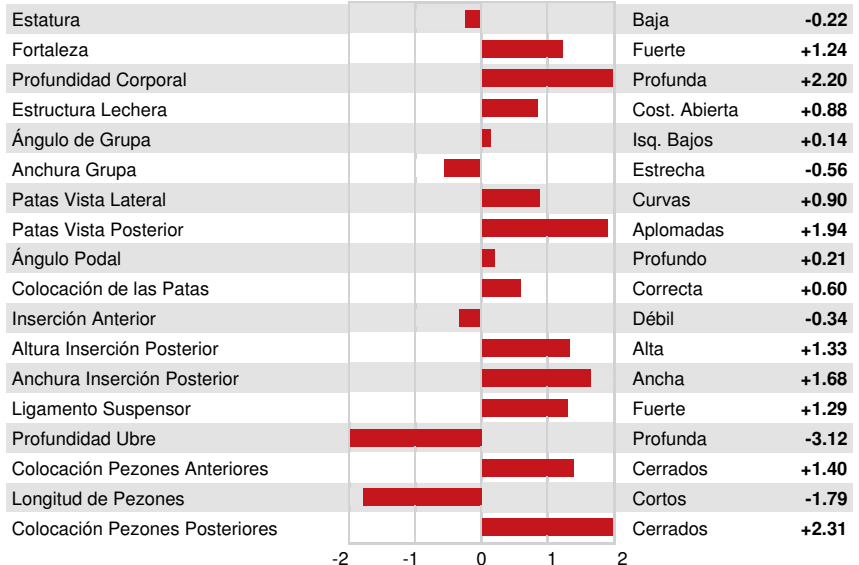 Estatura Baja -0.22
Fortaleza Fuerte +1.24
Profundidad Corporal Profunda +2.20
Estructura Lechera Cost. Abierta +0.88
Ángulo de Grupa Isq. Bajos +0.14
Anchura Grupa Estrecha -0.56
Patas Vista Lateral Curvas +0.90
Patas Vista Posterior Aplomadas +1.94
Ángulo Podal Profundo +0.21
Colocación de las Patas Correcta +0.60
Inserción Anterior Débil -0.34
Altura Inserción Posterior Alta +1.33
Anchura Inserción Posterior Ancha +1.68
Ligamento Suspensor Fuerte +1.29
Profundidad Ubre Profunda -3.12
Colocación Pezones Anteriores Cerrados +1.40
Longitud de Pezones Cortos -1.79
Colocación Pezones Posteriores Cerrados +2.31
-2 -1 0 1 2